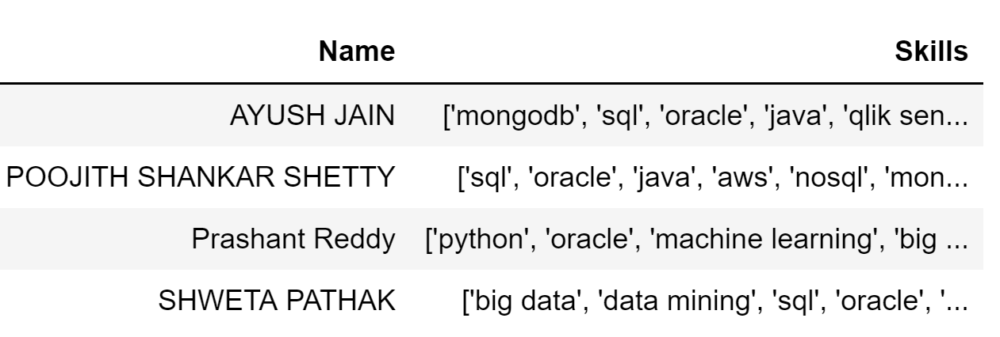 Name Skills
AYUSH JAIN ['mongodb', 'sql', 'oracle', 'java', 'qlik sen...
POOJITH SHANKAR SHETTY ['sql', 'oracle', 'java', 'aws', 'nosql', 'mon...
Prashant Reddy ['python', 'oracle', 'machine learning', 'big ...
SHWETA PATHAK ['big data', 'data mining', 'sql', 'oracle', '...